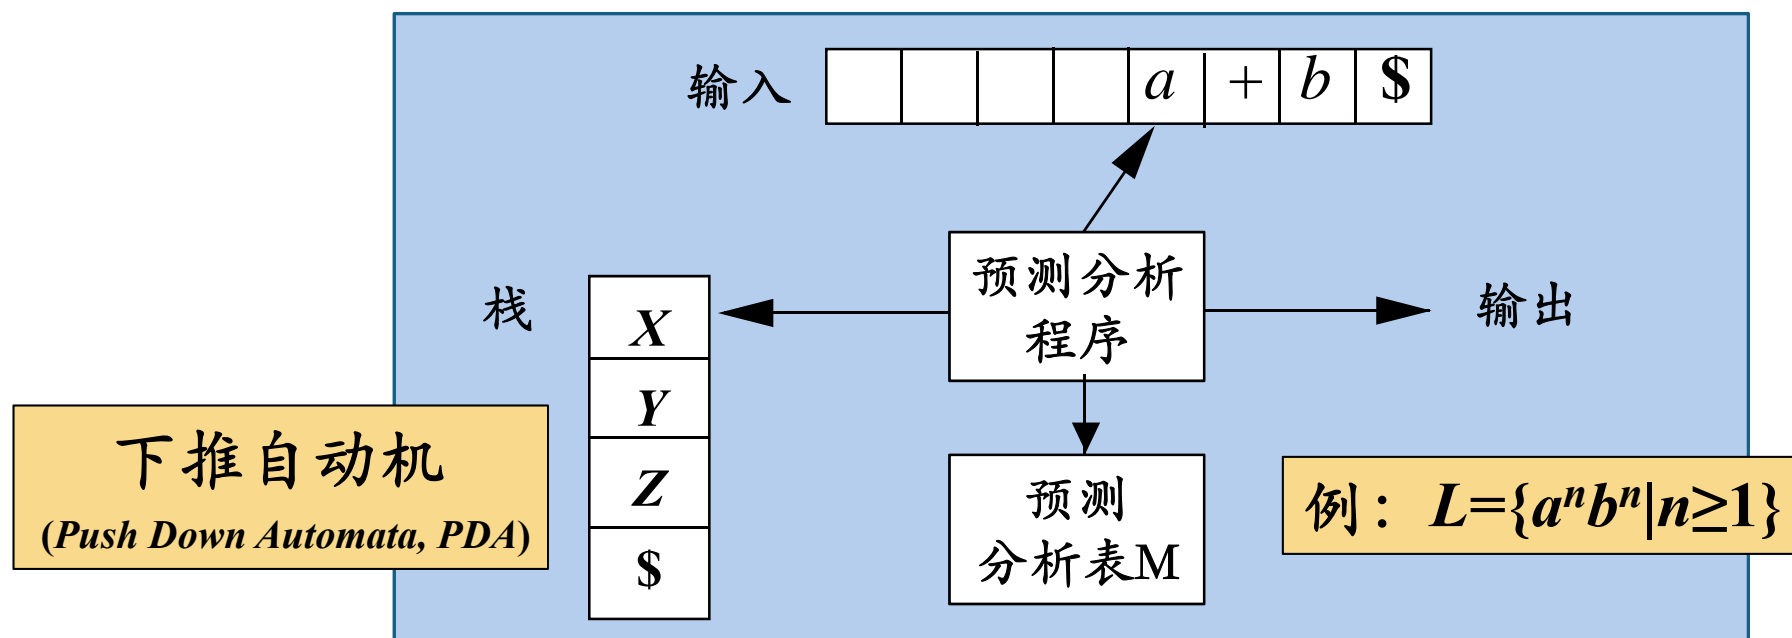 输入 a + b $
预测分析
程序
栈
X
Y
Z
$
输出
下推自动机
(Push Down Automata, PDA)
预测
分析表M
例： L={aⁿbⁿ|n≥1}